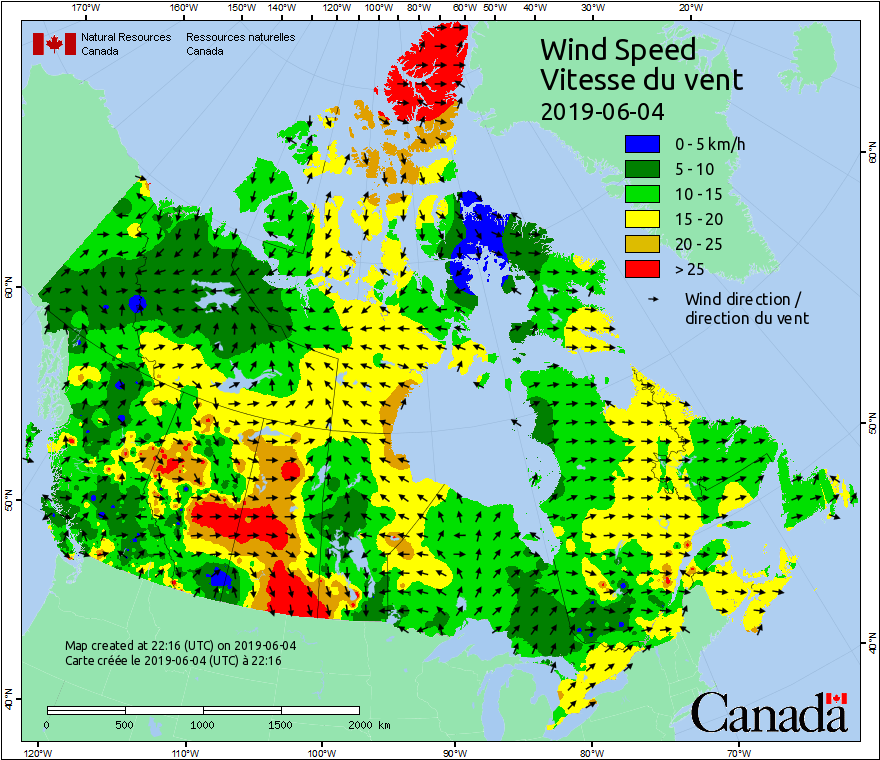 170°W 160°W 150°W 140°W 130°W 120°W 110°W 100°W 80°W 60°W 50°W 40°W 30°W 20°W
Natural Resources Ressources naturelles
Canada Canada
Wind Speed
Vitesse du vent
2019-06-04
0 - 5 km/h
5 - 10
10 - 15
15 - 20
20 - 25
> 25
Wind direction /
direction du vent
60°N
60°N
50°N
50°N
40°N
40°N
Map created at 22:16 (UTC) on 2019-06-04
Carte créée le 2019-06-04 (UTC) à 22:16
0 500 1000 1500 2000 km
Canada
120°W 110°W 100°W 90°W 80°W 70°W